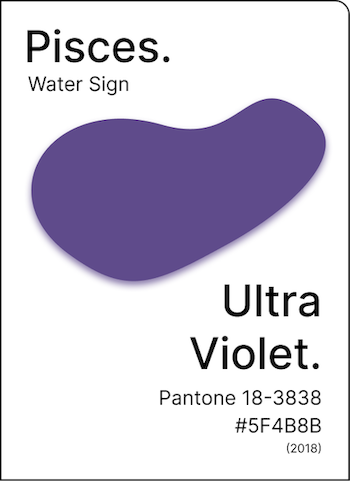 Pisces.
Water Sign
Ultra
Violet.
Pantone 18-3838
#5F4B8B
(2018)